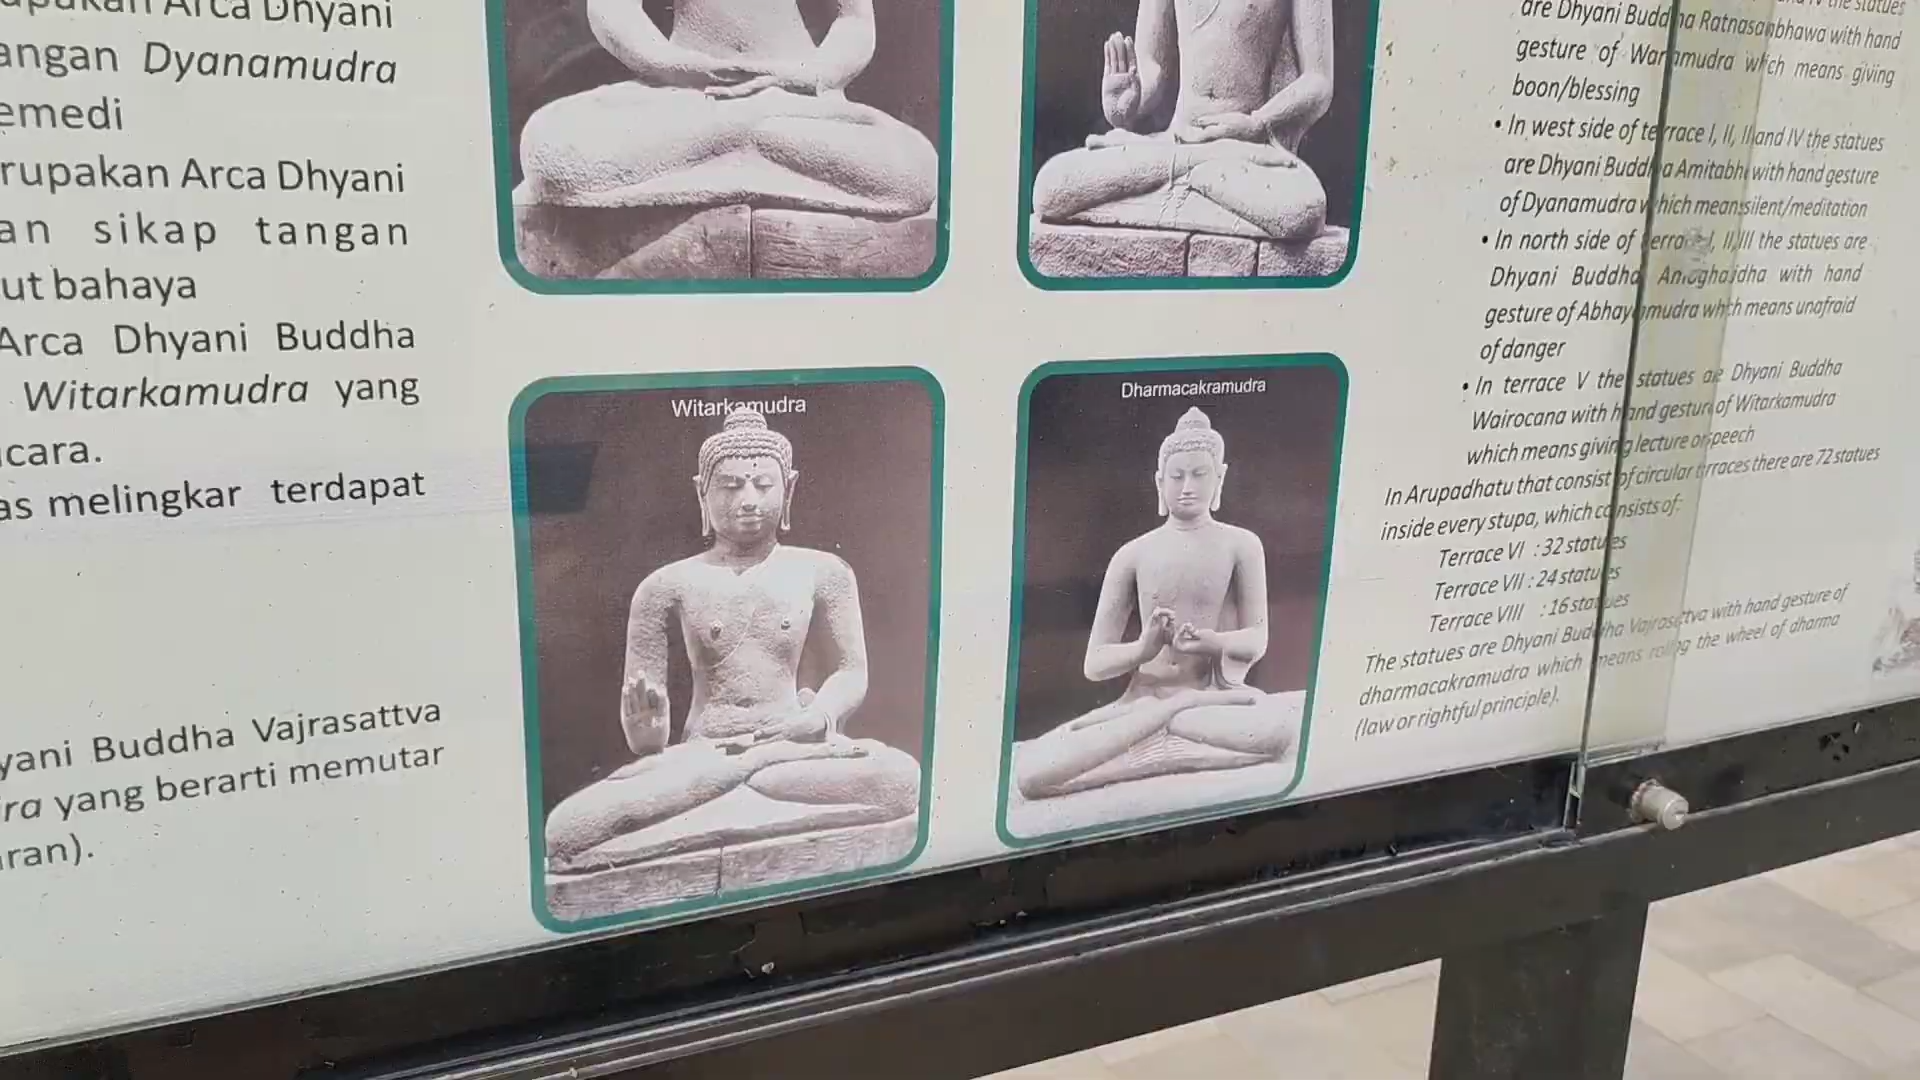 upakan Arca Dhyani
angan Dyanamudra
emedi
rupakan Arca Dhyani
an sikap tangan
ut bahaya
Arca Dhyani Buddha
Witarkamudra yang
icara.
as melingkar terdapat
yani Buddha Vajrasattva
ra yang berarti memutar
ran).
Witarkamudra
Dharmacakramudra
the statues
are Dhyani Buddha Ratnasambhawa with hand
gesture of Waramudra which means giving
boon/blessing
• In west side of terrace I, II, III and IV the statues
are Dhyani Buddha Amitabha with hand gesture
of Dyanamudra which means silent/meditation
• In north side of terrace I, II, III the statues are
Dhyani Buddha with hand
gesture of Abhayamudra which means unafraid
of danger
• In terrace V the statues are Dhyani Buddha
Wairocana with hand gesture of Witarkamudra
which means giving lecture or speech
In Arupadhatu that consist of circular terraces there are 72 statues
inside every stupa, which consists of:
Terrace VI : 32 statues
Terrace VII : 24 statues
Terrace VIII : 16 statues
The statues are Dhyani Buddha Vajrasattva with hand gesture of
dharmacakramudra which means rolling the wheel of dharma
(law or rightful principle).